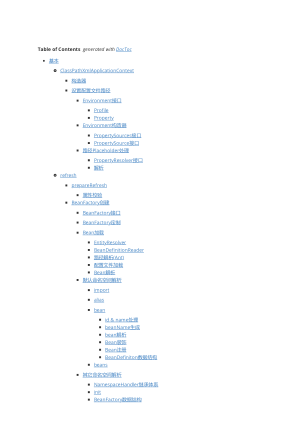 Table of Contents generated with DocToc
基本
ClassPathXmlApplicationContext
构造器
设置配置文件路径
Environment接口
Profile
Property
Environment构造器
PropertySources接口
PropertySource接口
路径Placeholder处理
PropertyResolver接口
解析
refresh
prepareRefresh
属性校验
BeanFactory创建
BeanFactory接口
BeanFactory定制
Bean加载
EntityResolver
BeanDefinitionReader
路径解析(Ant)
配置文件加载
Bean解析
默认命名空间解析
import
alias
bean
id & name处理
beanName生成
bean解析
Bean装饰
Bean注册
BeanDefiniton数据结构
beans
其它命名空间解析
NamespaceHandler继承体系
init
BeanFactory数据结构